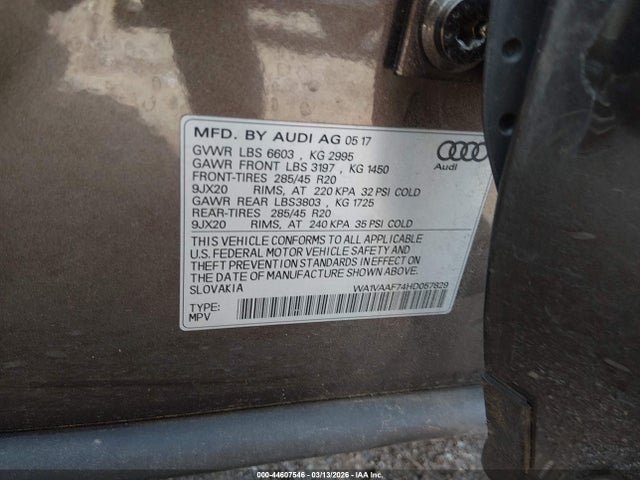 MFD. BY AUDI AG 05 17
GVWR LBS 6603 , KG 2995
GAWR FRONT LBS 3197 , KG 1450
FRONT-TIRES 285/45 R20
9JX20 RIMS, AT 220 KPA 32 PSI COLD
GAWR REAR LBS3803 , KG 1725
REAR-TIRES 285/45 R20
9JX20 RIMS, AT 240 KPA 35 PSI COLD
Audi
THIS VEHICLE CONFORMS TO ALL APPLICABLE
U.S. FEDERAL MOTOR VEHICLE SAFETY AND
THEFT PREVENTION STANDARDS IN EFFECT ON THE
DATE OF MANUFACTURE SHOWN ABOVE.
SLOVAKIA WA1VAAF74HD057829
TYPE:
MPV
000-44607546 - 03/13/2026 - IAAI.COM